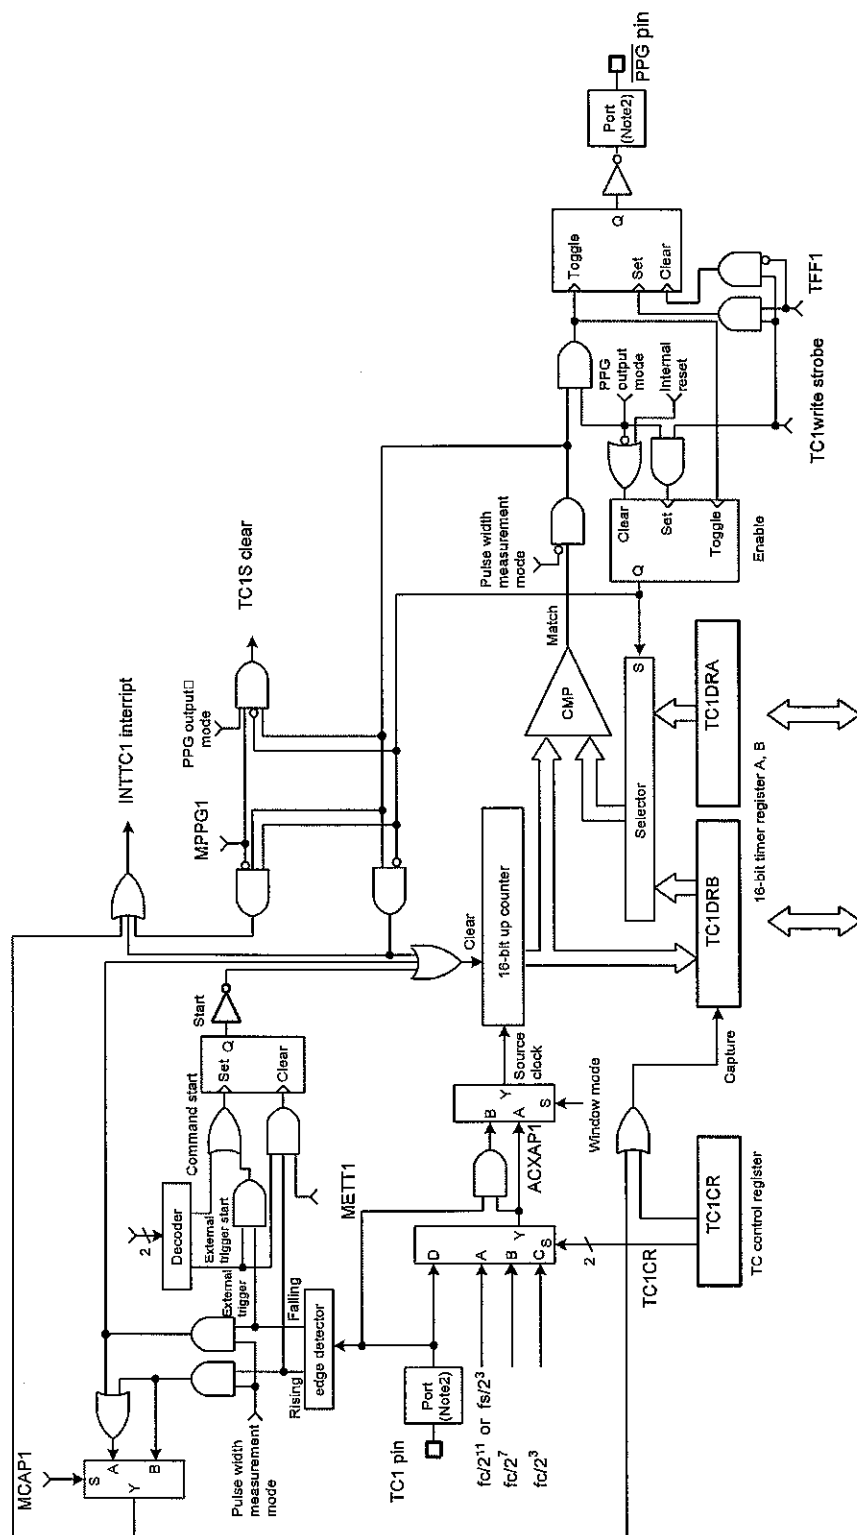 MCAP1
S
A
B
Y
Pulse width
measurement
mode
Rising
Falling
edge detector
External
trigger
External
trigger start
Decoder
2
Command start
METT1
Set
Clear
Q
Start
INTTC1 interript
MPPG1
PPG output□
mode
TC1S clear
TC1 pin
Port
(Note2)
fc/2^11 or fs/2^3
fc/2^7
fc/2^3
D
A
B
C
S
Y
2
TC1CR
ACXAP1
B
A
S
Y
Window mode
Source
clock
Clear
16-bit up counter
CMP
Match
Pulse width
measurement
mode
Selector
S
Capture
TC1CR
TC control register
TC1DRB
TC1DRA
16-bit timer register A, B
Q
Clear
Set
Toggle
Enable
PPG
output
mode
Internal
reset
TC1write strobe
TFF1
Toggle
Set
Clear
Q
Port
(Note2)
PPG pin